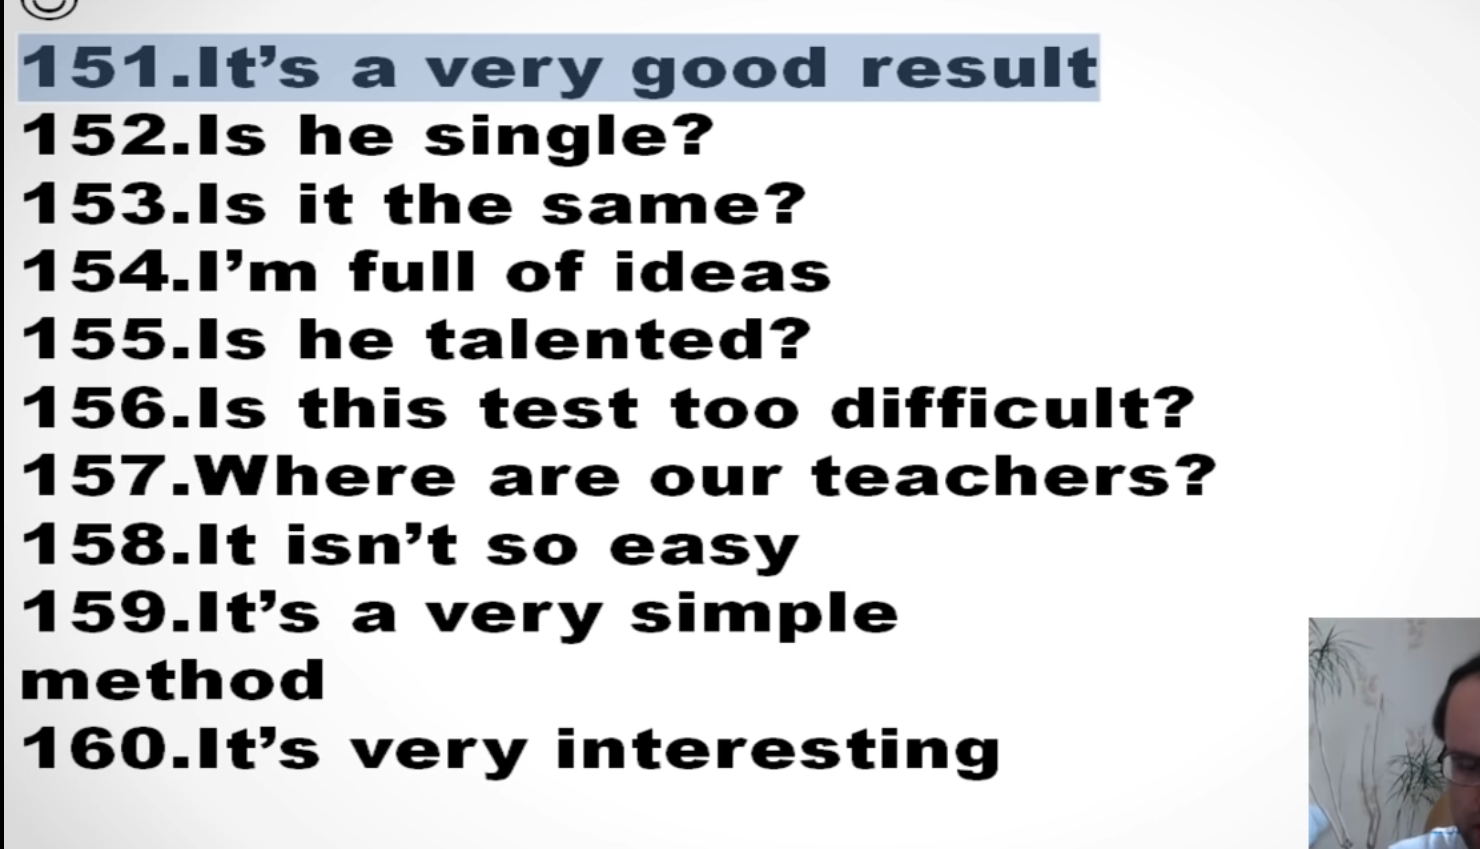 151.It’s a very good result
152.Is he single?
153.Is it the same?
154.I’m full of ideas
155.Is he talented?
156.Is this test too difficult?
157.Where are our teachers?
158.It isn’t so easy
159.It’s a very simple
method
160.It’s very interesting